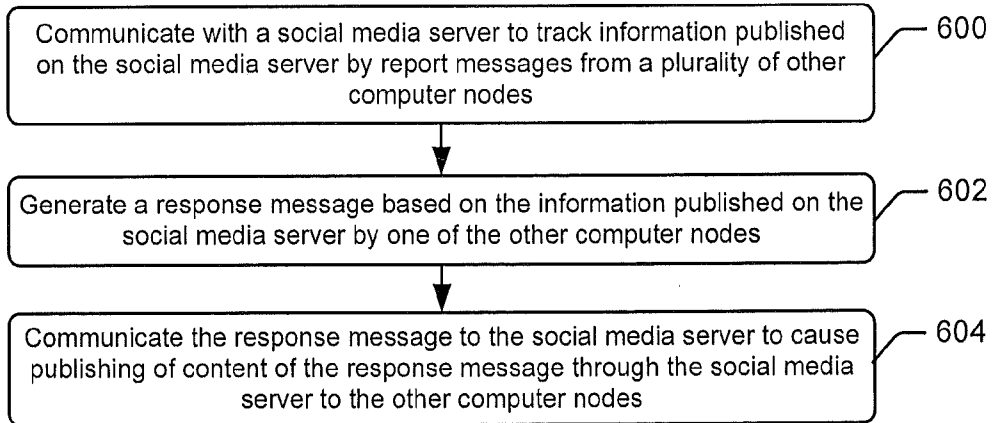 Communicate with a social media server to track information published
on the social media server by report messages from a plurality of other
computer nodes
600
Generate a response message based on the information published on the
social media server by one of the other computer nodes
602
Communicate the response message to the social media server to cause
publishing of content of the response message through the social media
server to the other computer nodes
604